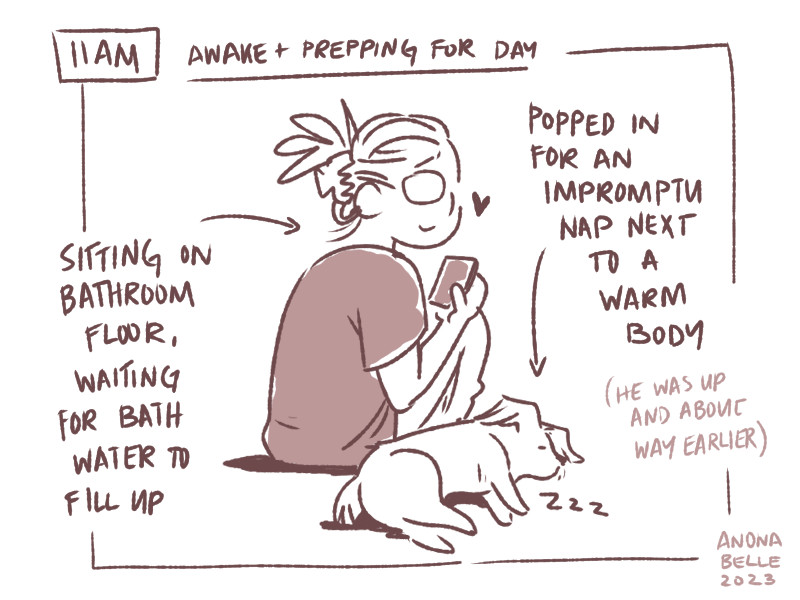 11AM
AWAKE + PREPPING FOR DAY
SITTING ON
BATHROOM
FLOOR,
WAITING
FOR BATH
WATER TO
FILL UP
POPPED IN
FOR AN
IMPROMPTU
NAP NEXT
TO A
WARM
BODY
(HE WAS UP
AND ABOUT
WAY EARLIER)
ZZZ
ANONA
BELLE
2023